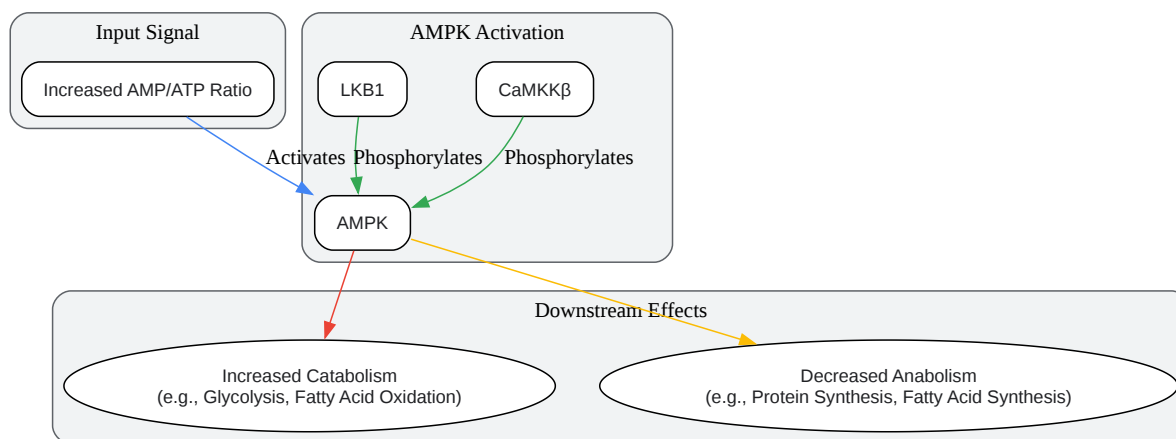 Input Signal
AMPK Activation
Increased AMP/ATP Ratio
LKB1
CaMKKβ
Activates
Phosphorylates
Phosphorylates
AMPK
Downstream Effects
Increased Catabolism
(e.g., Glycolysis, Fatty Acid Oxidation)
Decreased Anabolism
(e.g., Protein Synthesis, Fatty Acid Synthesis)